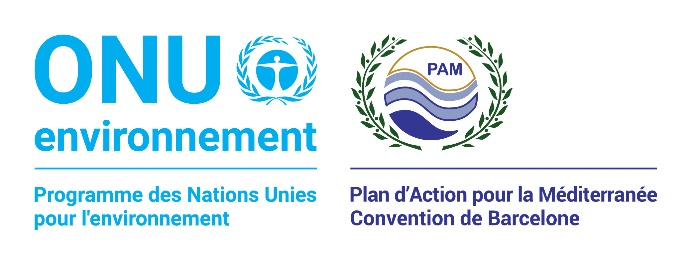 ONU
environnement
Programme des Nations Unies
pour l'environnement
PAM
Plan d'Action pour la Méditerranée
Convention de Barcelone